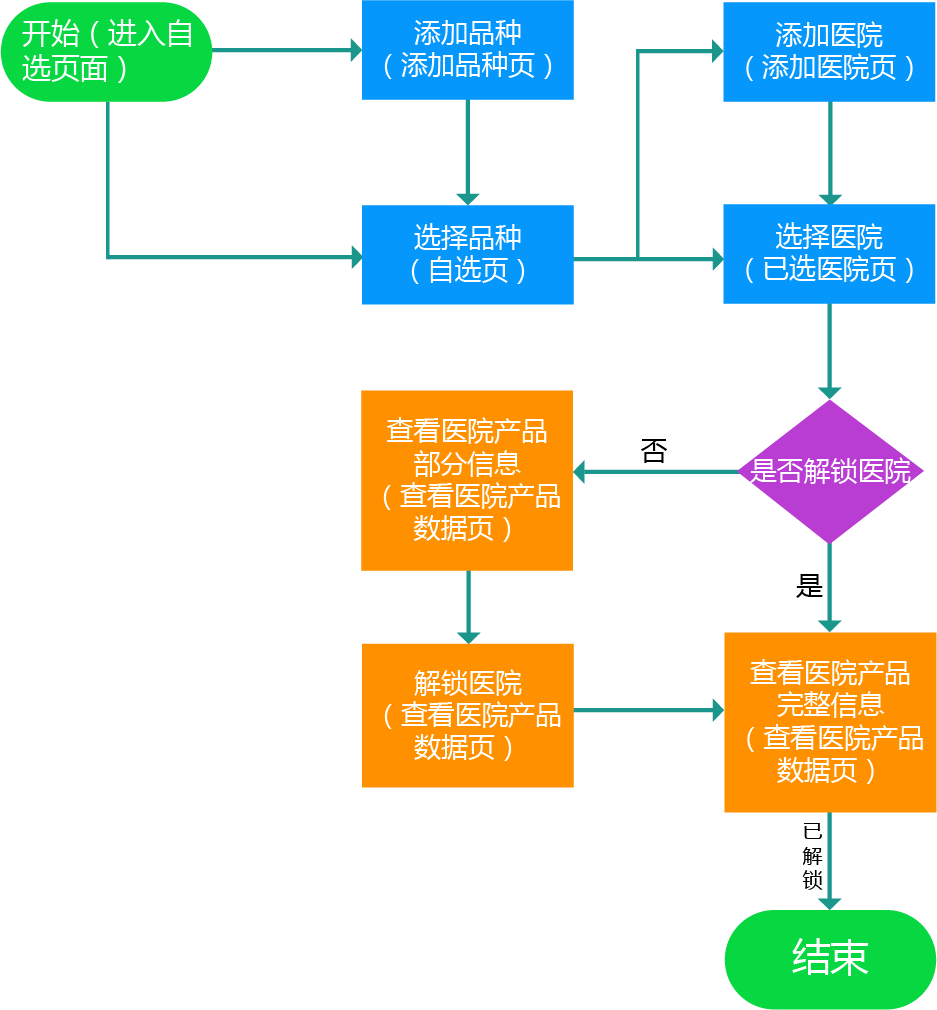 开始（进入自
选页面）
添加品种
（添加品种页）
添加医院
（添加医院页）
选择品种
（自选页）
选择医院
（已选医院页）
查看医院产品
部分信息
（查看医院产品
数据页）
否
是否解锁医院
是
解锁医院
（查看医院产品
数据页）
查看医院产品
完整信息
（查看医院产品
数据页）
已
解
锁
结束